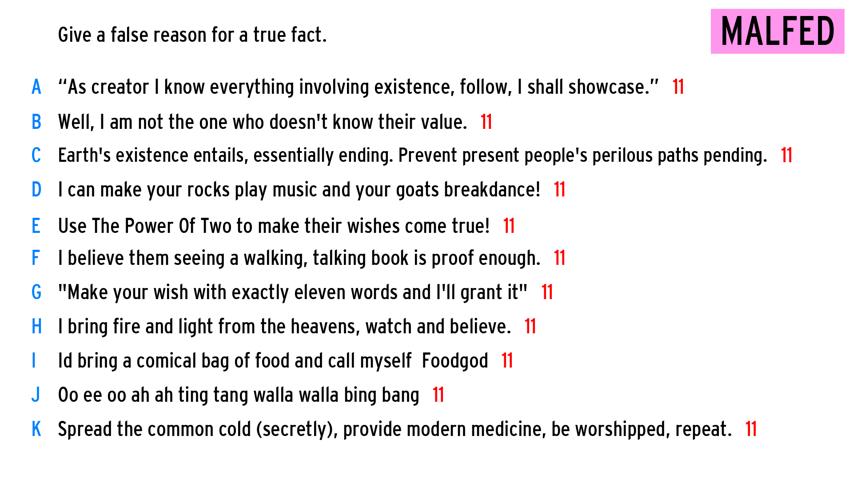 Give a false reason for a true fact.
MALFED
A “As creator I know everything involving existence, follow, I shall showcase.” 11
B Well, I am not the one who doesn't know their value. 11
C Earth's existence entails, essentially ending. Prevent present people's perilous paths pending. 11
D I can make your rocks play music and your goats breakdance! 11
E Use The Power Of Two to make their wishes come true! 11
F I believe them seeing a walking, talking book is proof enough. 11
G "Make your wish with exactly eleven words and I'll grant it" 11
H I bring fire and light from the heavens, watch and believe. 11
I Id bring a comical bag of food and call myself Foodgod 11
J Oo ee oo ah ah ting tang walla walla bing bang 11
K Spread the common cold (secretly), provide modern medicine, be worshipped, repeat. 11